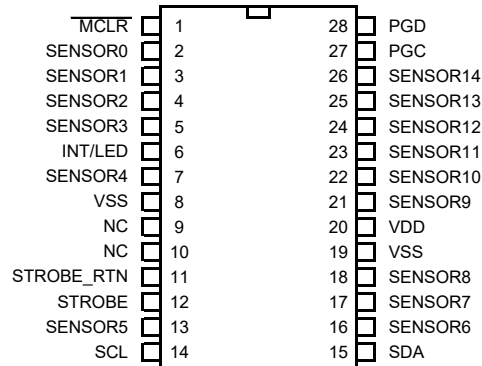 MCLR 1 28 PGD
SENSOR0 2 27 PGC
SENSOR1 3 26 SENSOR14
SENSOR2 4 25 SENSOR13
SENSOR3 5 24 SENSOR12
INT/LED 6 23 SENSOR11
SENSOR4 7 22 SENSOR10
VSS 8 21 SENSOR9
NC 9 20 VDD
NC 10 19 VSS
STROBE_RTN 11 18 SENSOR8
STROBE 12 17 SENSOR7
SENSOR5 13 16 SENSOR6
SCL 14 15 SDA